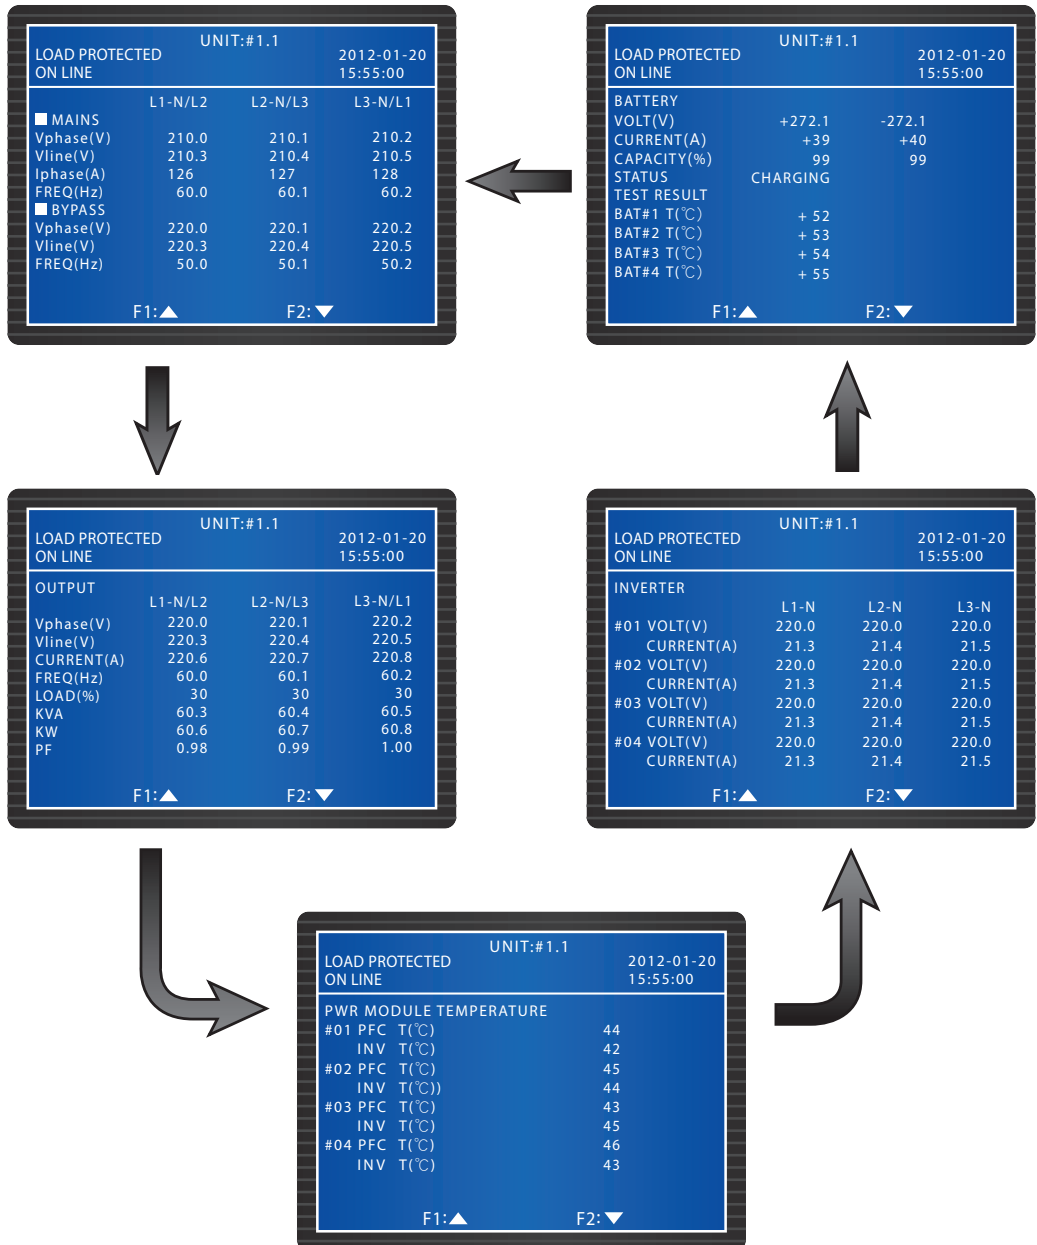 UNIT:#1.1
LOAD PROTECTED 2012-01-20
ON LINE 15:55:00
L1-N/L2 L2-N/L3 L3-N/L1
MAINS
Vphase(V) 210.0 210.1 210.2
Vline(V) 210.3 210.4 210.5
Iphase(A) 126 127 128
FREQ(Hz) 60.0 60.1 60.2
BYPASS
Vphase(V) 220.0 220.1 220.2
Vline(V) 220.3 220.4 220.5
FREQ(Hz) 50.0 50.1 50.2
F1:▲ F2:▼
UNIT:#1.1
LOAD PROTECTED 2012-01-20
ON LINE 15:55:00
BATTERY
VOLT(V) +272.1 -272.1
CURRENT(A) +39 +40
CAPACITY(%) 99 99
STATUS CHARGING
TEST RESULT
BAT#1 T(℃) + 52
BAT#2 T(℃) + 53
BAT#3 T(℃) + 54
BAT#4 T(℃) + 55
F1:▲ F2:▼
UNIT:#1.1
LOAD PROTECTED 2012-01-20
ON LINE 15:55:00
OUTPUT
L1-N/L2 L2-N/L3 L3-N/L1
Vphase(V) 220.0 220.1 220.2
Vline(V) 220.3 220.4 220.5
CURRENT(A) 220.6 220.7 220.8
FREQ(Hz) 60.0 60.1 60.2
LOAD(%) 30 30 30
KVA 60.3 60.4 60.5
KW 60.6 60.7 60.8
PF 0.98 0.99 1.00
F1:▲ F2:▼
UNIT:#1.1
LOAD PROTECTED 2012-01-20
ON LINE 15:55:00
INVERTER
L1-N L2-N L3-N
#01 VOLT(V) 220.0 220.0 220.0
CURRENT(A) 21.3 21.4 21.5
#02 VOLT(V) 220.0 220.0 220.0
CURRENT(A) 21.3 21.4 21.5
#03 VOLT(V) 220.0 220.0 220.0
CURRENT(A) 21.3 21.4 21.5
#04 VOLT(V) 220.0 220.0 220.0
CURRENT(A) 21.3 21.4 21.5
F1:▲ F2:▼
UNIT:#1.1
LOAD PROTECTED 2012-01-20
ON LINE 15:55:00
PWR MODULE TEMPERATURE
#01 PFC T(℃) 44
INV T(℃) 42
#02 PFC T(℃) 45
INV T(℃)) 44
#03 PFC T(℃) 43
INV T(℃) 45
#04 PFC T(℃) 46
INV T(℃) 43
F1:▲ F2:▼